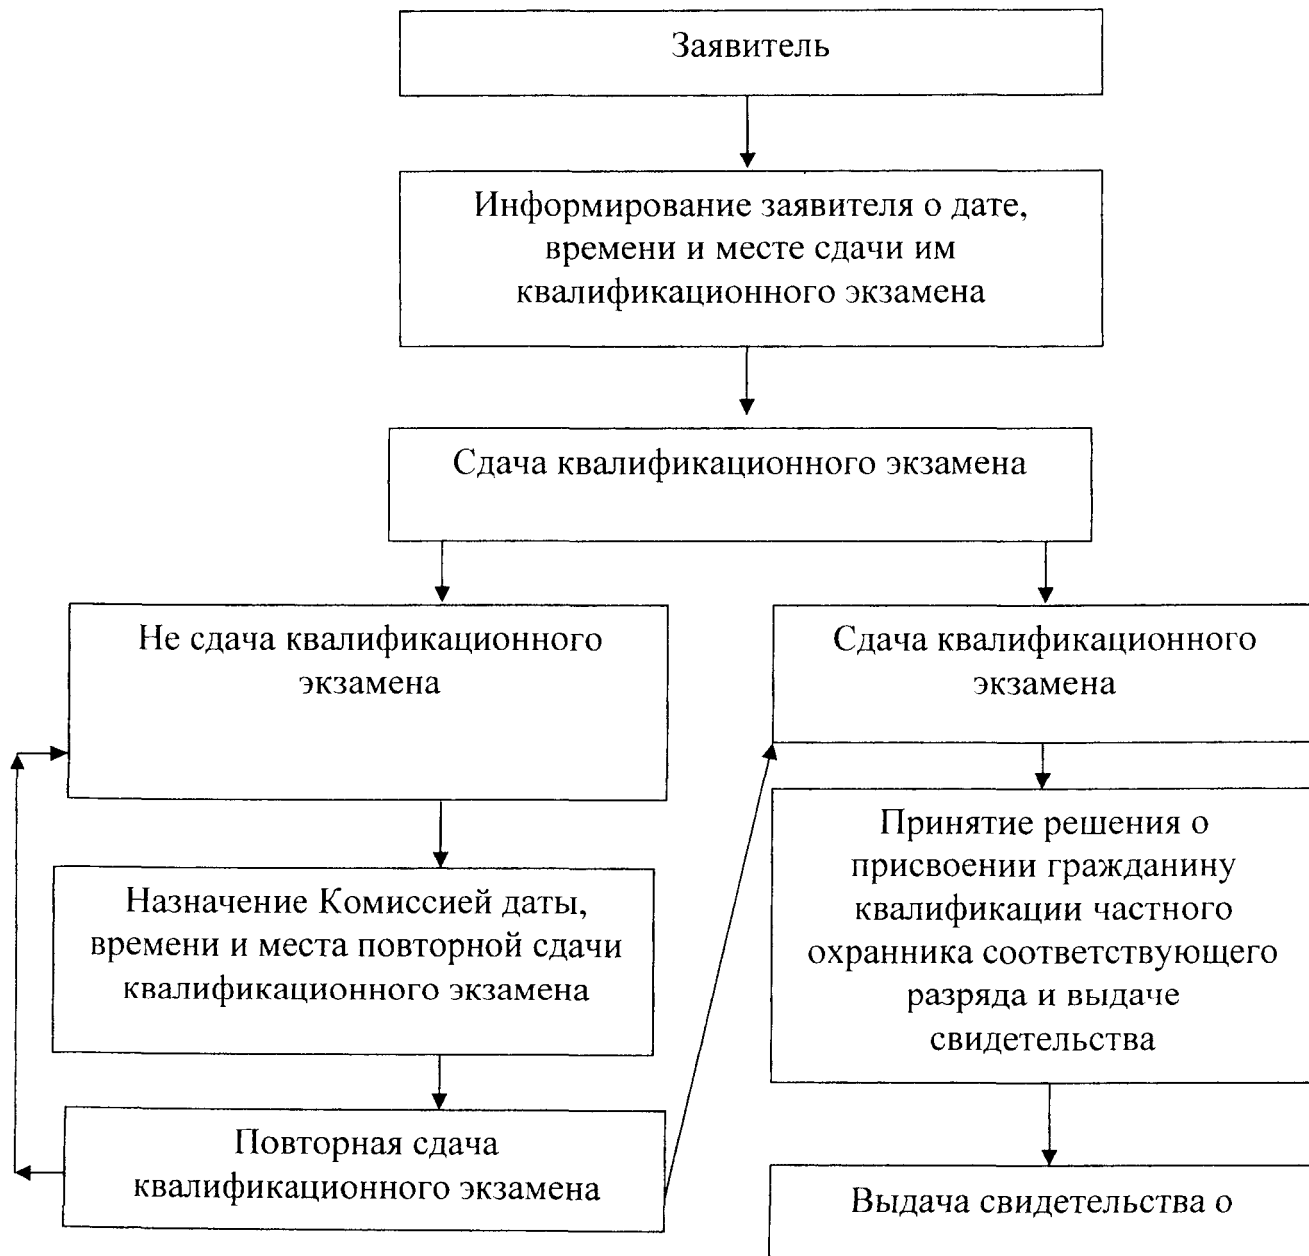 Заявитель
Информирование заявителя о дате,
времени и месте сдачи им
квалификационного экзамена
Сдача квалификационного экзамена
Не сдача квалификационного
экзамена
Сдача квалификационного
экзамена
Назначение Комиссией даты,
времени и места повторной сдачи
квалификационного экзамена
Принятие решения о
присвоении гражданину
квалификации частного
охранника соответствующего
разряда и выдаче
свидетельства
Повторная сдача
квалификационного экзамена
Выдача свидетельства о